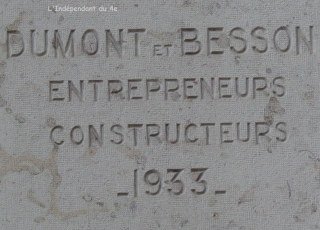 L'Indépendant du 4e.
DUMONT ET BESSON
ENTREPRENEURS
CONSTRUCTEURS
_1933_